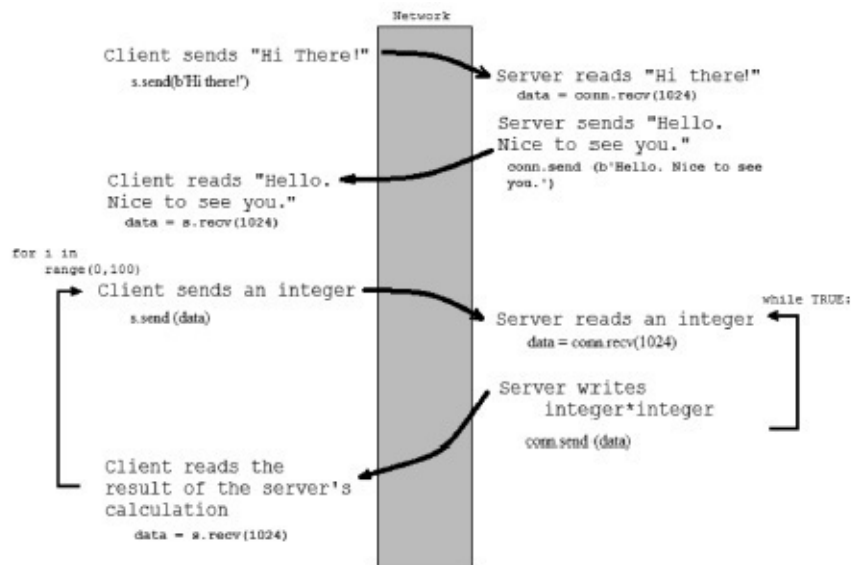 Network
Client sends "Hi There!"
s.send(b'Hi there!')
Server reads "Hi there!"
data = conn.recv(1024)
Server sends "Hello.
Nice to see you."
conn.send (b'Hello. Nice to see
you.')
Client reads "Hello.
Nice to see you."
data = s.recv(1024)
for i in
range(0,100)
Client sends an integer
s.send (data)
while TRUE:
Server reads an integer
data = conn.recv(1024)
Server writes
integer*integer
conn.send (data)
Client reads the
result of the server's
calculation
data = s.recv(1024)